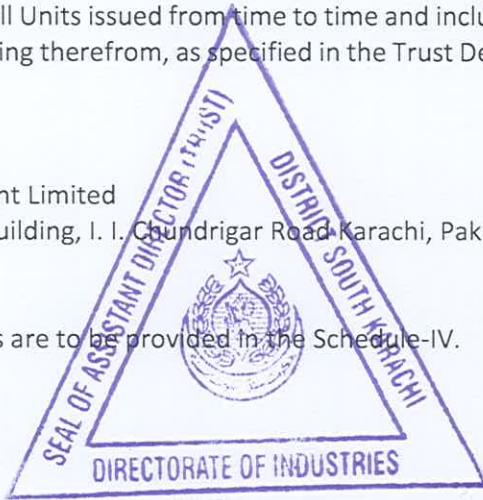 ll Units issued from time to time and inclu
ing therefrom, as specified in the Trust De
nt Limited
uilding, I. I. Chundrigar Road Karachi, Pak
s are to be provided in the Schedule-IV.
SEAL OF ASSISTANT DIRECTOR (TRUST)
DISTRICT SOUTH KARACHI
DIRECTORATE OF INDUSTRIES